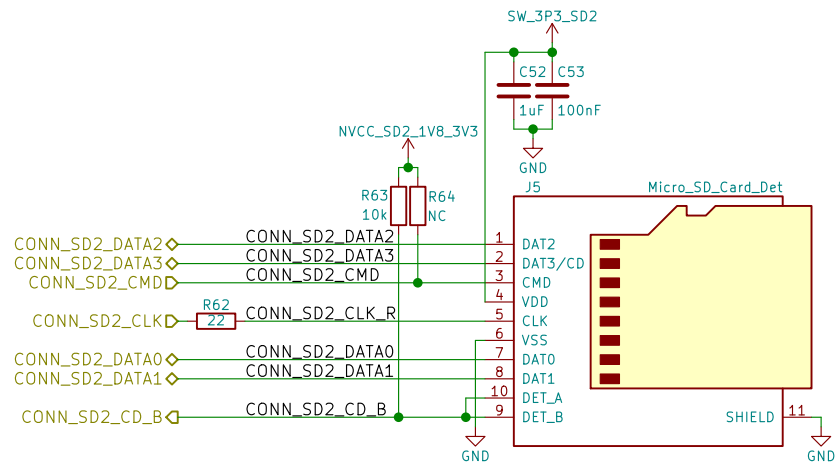 SW_3P3_SD2
C52 C53
1uF 100nF
GND
NVCC_SD2_1V8_3V3
R63 R64
10k NC
J5 Micro_SD_Card_Det
CONN_SD2_DATA2 CONN_SD2_DATA2 1 DAT2
CONN_SD2_DATA3 CONN_SD2_DATA3 2 DAT3/CD
CONN_SD2_CMD CONN_SD2_CMD 3 CMD
4 VDD
R62
CONN_SD2_CLK 22 CONN_SD2_CLK_R 5 CLK
6 VSS
CONN_SD2_DATA0 CONN_SD2_DATA0 7 DAT0
CONN_SD2_DATA1 CONN_SD2_DATA1 8 DAT1
10 DET_A
CONN_SD2_CD_B CONN_SD2_CD_B 9 DET_B SHIELD 11
GND GND